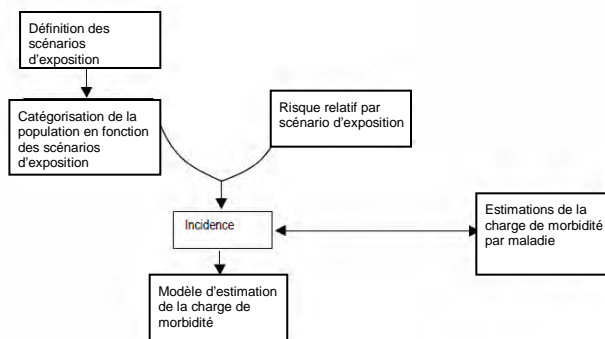 Définition des
scénarios
d'exposition
Catégorisation de la
population en fonction
des scénarios
d'exposition
Risque relatif par
scénario d'exposition
Incidence
Estimations de la
charge de morbidité
par maladie
Modèle d'estimation
de la charge de
morbidité